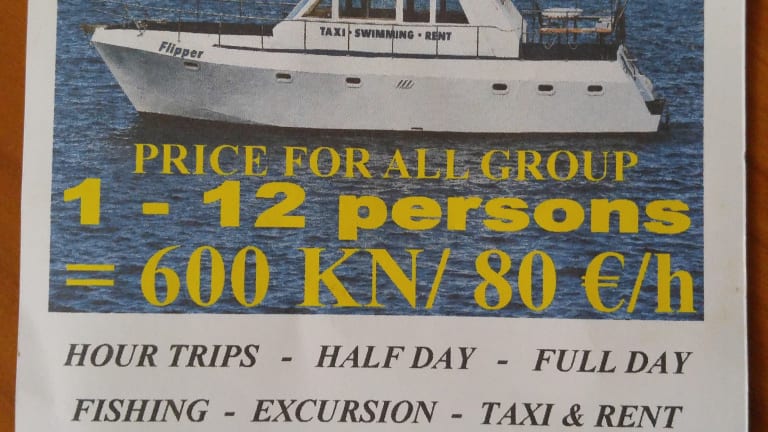 TAXI · SWIMMING · RENT
Flipper
PRICE FOR ALL GROUP
1 - 12 persons
= 600 KN/ 80 €/h
HOUR TRIPS - HALF DAY - FULL DAY
FISHING - EXCURSION - TAXI & RENT